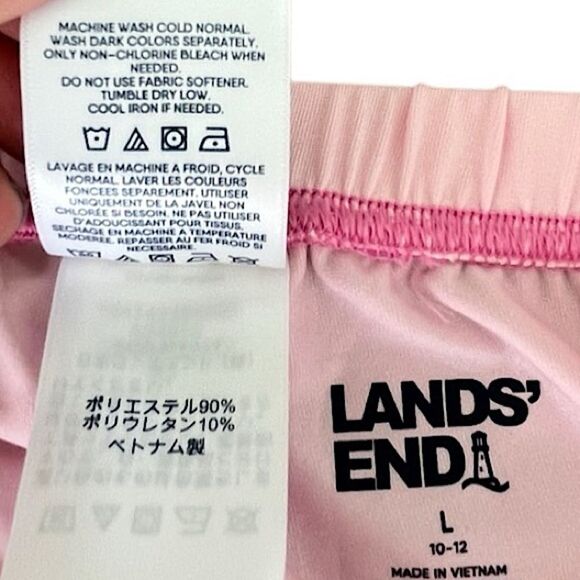 MACHINE WASH COLD NORMAL.
WASH DARK COLORS SEPARATELY.
ONLY NON-CHLORINE BLEACH WHEN
NEEDED.
DO NOT USE FABRIC SOFTENER.
TUMBLE DRY LOW.
COOL IRON IF NEEDED.
LAVAGE EN MACHINE A FROID, CYCLE
NORMAL. LAVER LES COULEURS
FONCEES SEPAREMENT. UTILISER
UNIQUEMENT DE LA JAVEL NON
CHLORÉE SI BESOIN. NE PAS UTILISER
D'ADOUCISSANT POUR TISSUS.
SECHAGE EN MACHINE A TEMPERATURE
MODEREE. REPASSER AU FER FROID SI
NECESSAIRE.
ポリエステル90%
ポリウレタン10%
ベトナム製
LANDS'
END
L
10-12
MADE IN VIETNAM